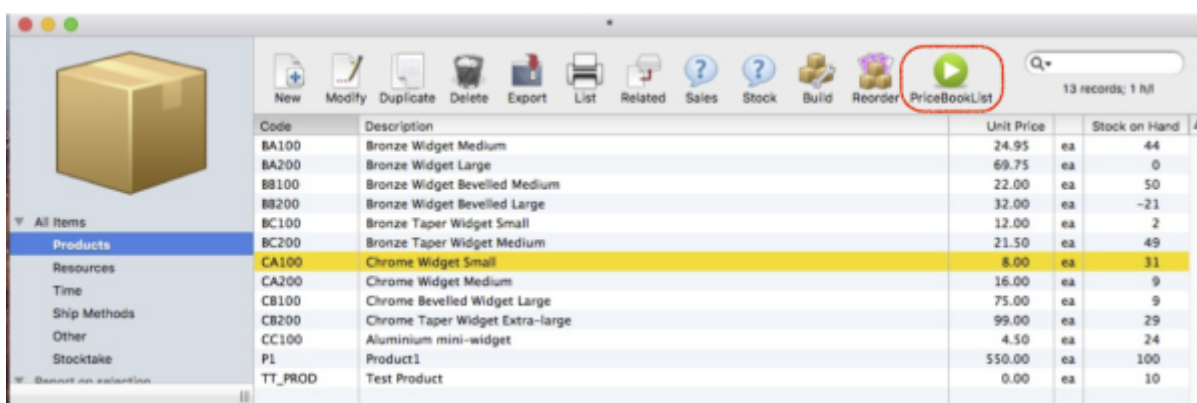 New Modify Duplicate Delete Export List Related Sales Stock Build Reorder PriceBookList
13 records; 1 h/l
Code Description Unit Price Stock on Hand
BA100 Bronze Widget Medium 24.95 ea 44
BA200 Bronze Widget Large 69.75 ea 0
BB100 Bronze Widget Bevelled Medium 22.00 ea 50
BB200 Bronze Widget Bevelled Large 32.00 ea -21
BC100 Bronze Taper Widget Small 12.00 ea 2
BC200 Bronze Taper Widget Medium 21.50 ea 49
CA100 Chrome Widget Small 8.00 ea 31
CA200 Chrome Widget Medium 16.00 ea 9
CB100 Chrome Bevelled Widget Large 75.00 ea 9
CB200 Chrome Taper Widget Extra-large 99.00 ea 29
CC100 Aluminium mini-widget 4.50 ea 24
P1 Product1 550.00 ea 100
TT_PROD Test Product 0.00 ea 10
All Items
Products
Resources
Time
Ship Methods
Other
Stocktake
Report on selection